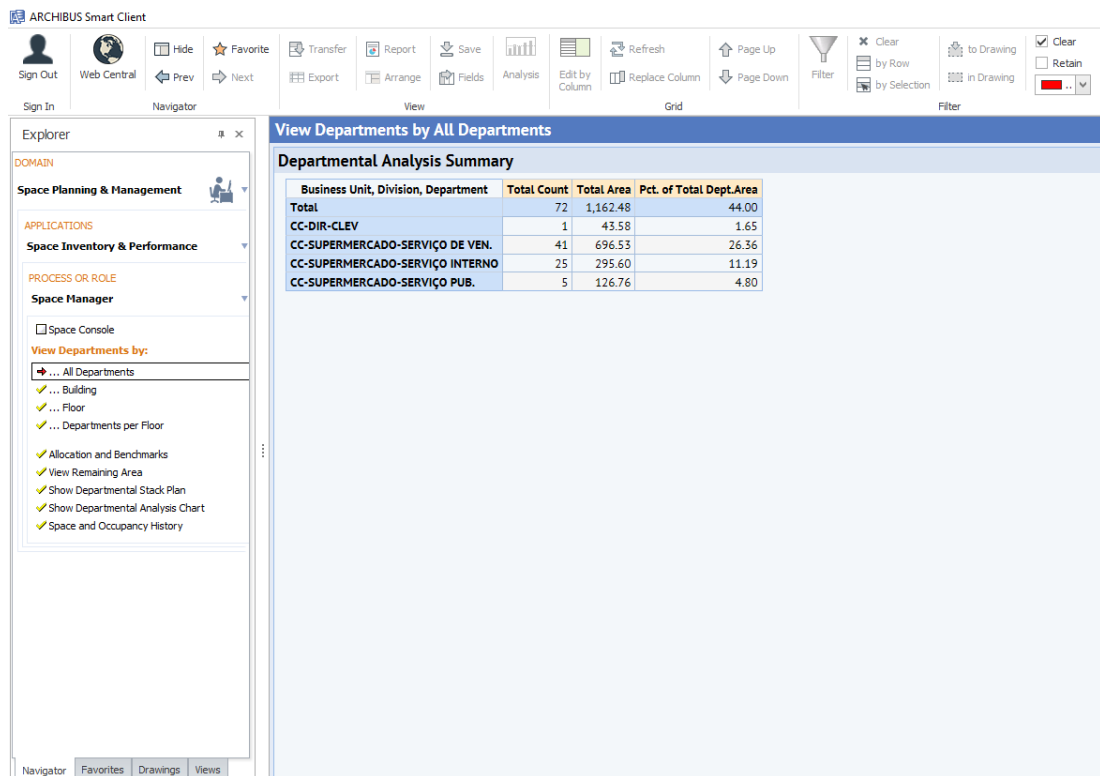 ARCHIBUS Smart Client
Sign Out
Web Central
Hide
Favorite
Prev
Next
Transfer
Report
Save
Export
Arrange
Fields
Analysis
Edit by
Column
Refresh
Replace Column
Page Up
Page Down
Filter
Clear
by Row
by Selection
to Drawing
in Drawing
Clear
Retain
..
Sign In
Navigator
View
Grid
Filter
Explorer
DOMAIN
Space Planning & Management
APPLICATIONS
Space Inventory & Performance
PROCESS OR ROLE
Space Manager
Space Console
View Departments by:
... All Departments
... Building
... Floor
... Departments per Floor
Allocation and Benchmarks
View Remaining Area
Show Departmental Stack Plan
Show Departmental Analysis Chart
Space and Occupancy History
Navigator Favorites Drawings Views
View Departments by All Departments
Departmental Analysis Summary
Business Unit, Division, Department Total Count Total Area Pct. of Total Dept.Area
Total 72 1,162.48 44.00
CC-DIR-CLEV 1 43.58 1.65
CC-SUPERMERCADO-SERVIÇO DE VEN. 41 696.53 26.36
CC-SUPERMERCADO-SERVIÇO INTERNO 25 295.60 11.19
CC-SUPERMERCADO-SERVIÇO PUB. 5 126.76 4.80